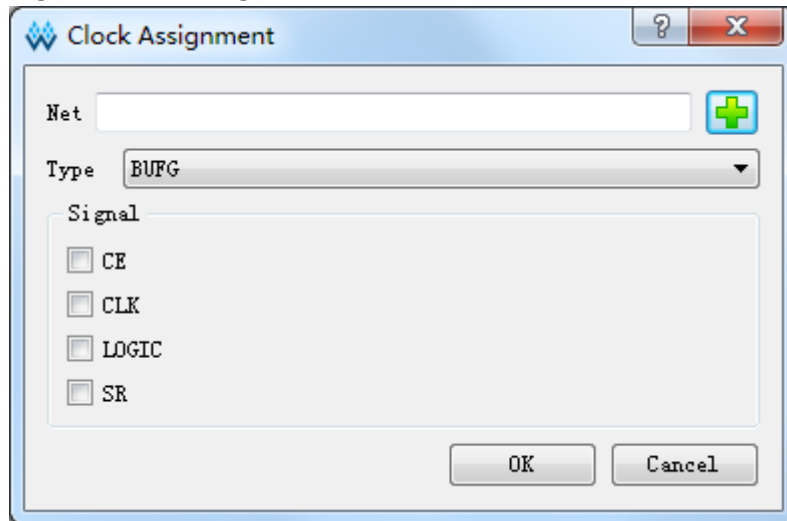 Clock Assignment
Net
Type BUFG
Signal
CE
CLK
LOGIC
SR
OK Cancel